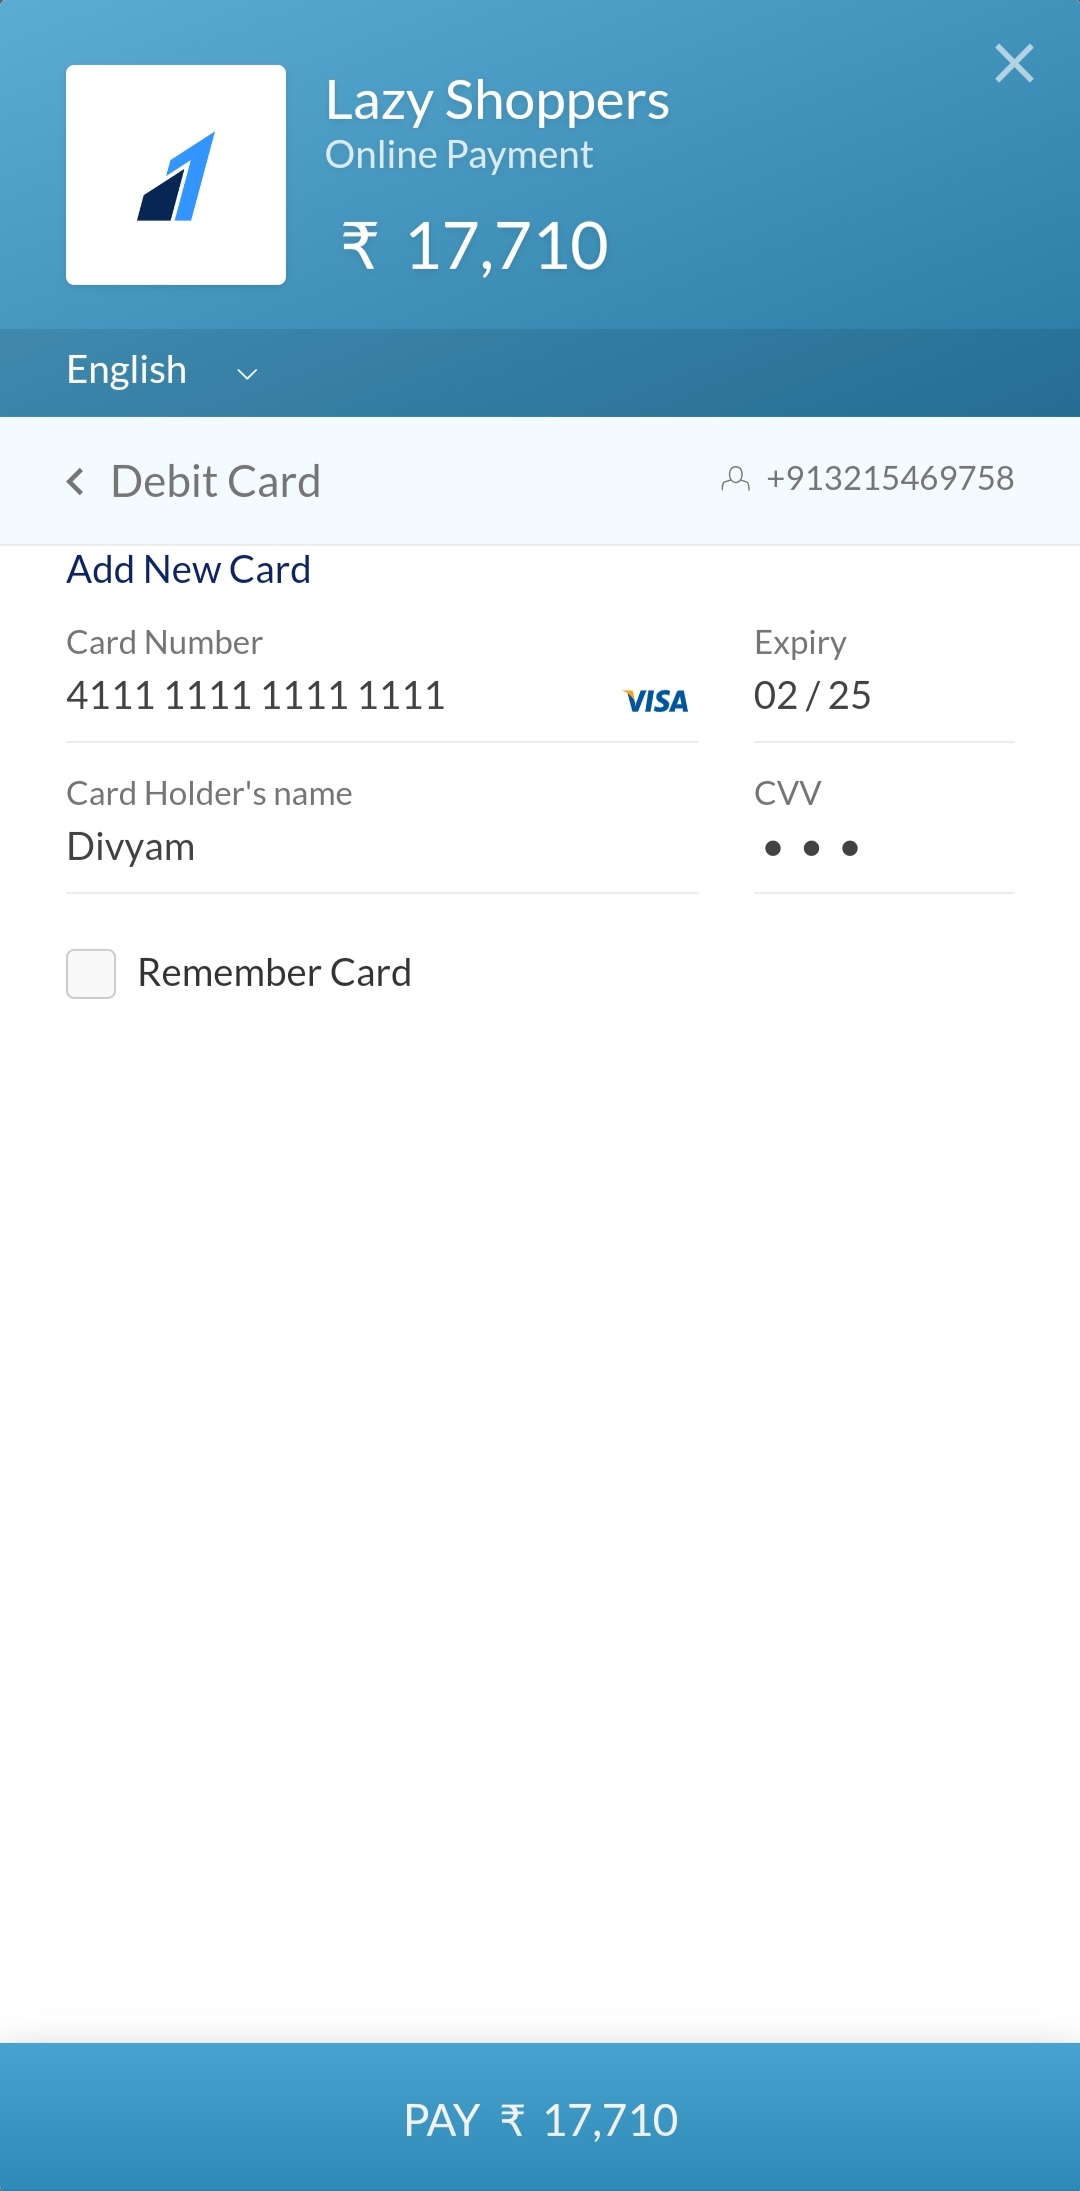 Lazy Shoppers
Online Payment
₹ 17,710
English
Debit Card
+913215469758
Add New Card
Card Number
4111 1111 1111 1111
VISA
Expiry
02 / 25
Card Holder's name
Divyam
CVV
• • •
Remember Card
PAY ₹ 17,710